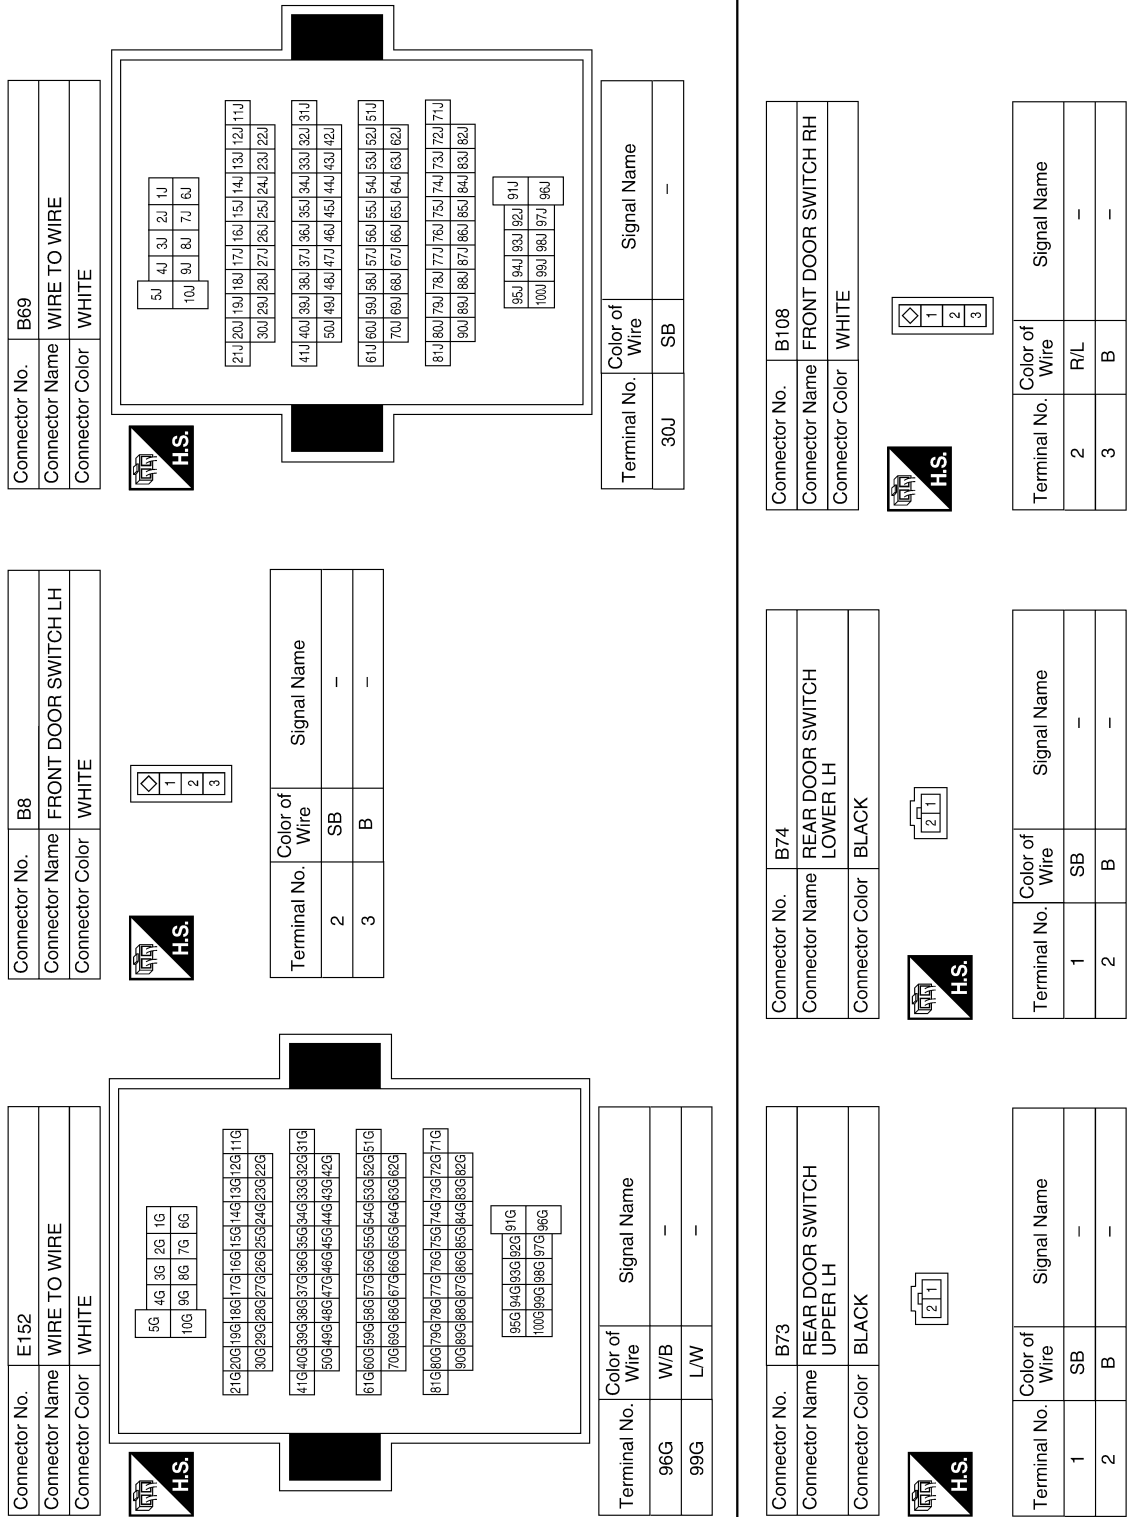 Connector No. E152
Connector Name WIRE TO WIRE
Connector Color WHITE
H.S.
5G 4G 3G 2G 1G
10G 9G 8G 7G 6G
21G 20G 19G 18G 17G 16G 15G 14G 13G 12G 11G
30G 29G 28G 27G 26G 25G 24G 23G 22G
41G 40G 39G 38G 37G 36G 35G 34G 33G 32G 31G
50G 49G 48G 47G 46G 45G 44G 43G 42G
61G 60G 59G 58G 57G 56G 55G 54G 53G 52G 51G
70G 69G 68G 67G 66G 65G 64G 63G 62G
81G 80G 79G 78G 77G 76G 75G 74G 73G 72G 71G
90G 89G 88G 87G 86G 85G 84G 83G 82G
95G 94G 93G 92G 91G
100G 99G 98G 97G 96G
Terminal No. Color of Wire Signal Name
96G W/B –
99G L/W –
Connector No. B8
Connector Name FRONT DOOR SWITCH LH
Connector Color WHITE
H.S.
1
2
3
Terminal No. Color of Wire Signal Name
2 SB –
3 B –
Connector No. B69
Connector Name WIRE TO WIRE
Connector Color WHITE
H.S.
5J 4J 3J 2J 1J
10J 9J 8J 7J 6J
21J 20J 19J 18J 17J 16J 15J 14J 13J 12J 11J
30J 29J 28J 27J 26J 25J 24J 23J 22J
41J 40J 39J 38J 37J 36J 35J 34J 33J 32J 31J
50J 49J 48J 47J 46J 45J 44J 43J 42J
61J 60J 59J 58J 57J 56J 55J 54J 53J 52J 51J
70J 69J 68J 67J 66J 65J 64J 63J 62J
81J 80J 79J 78J 77J 76J 75J 74J 73J 72J 71J
90J 89J 88J 87J 86J 85J 84J 83J 82J
95J 94J 93J 92J 91J
100J 99J 98J 97J 96J
Terminal No. Color of Wire Signal Name
30J SB –
Connector No. B73
Connector Name REAR DOOR SWITCH
UPPER LH
Connector Color BLACK
H.S.
2 1
Terminal No. Color of Wire Signal Name
1 SB –
2 B –
Connector No. B74
Connector Name REAR DOOR SWITCH
LOWER LH
Connector Color BLACK
H.S.
2 1
Terminal No. Color of Wire Signal Name
1 SB –
2 B –
Connector No. B108
Connector Name FRONT DOOR SWITCH RH
Connector Color WHITE
H.S.
1
2
3
Terminal No. Color of Wire Signal Name
2 R/L –
3 B –